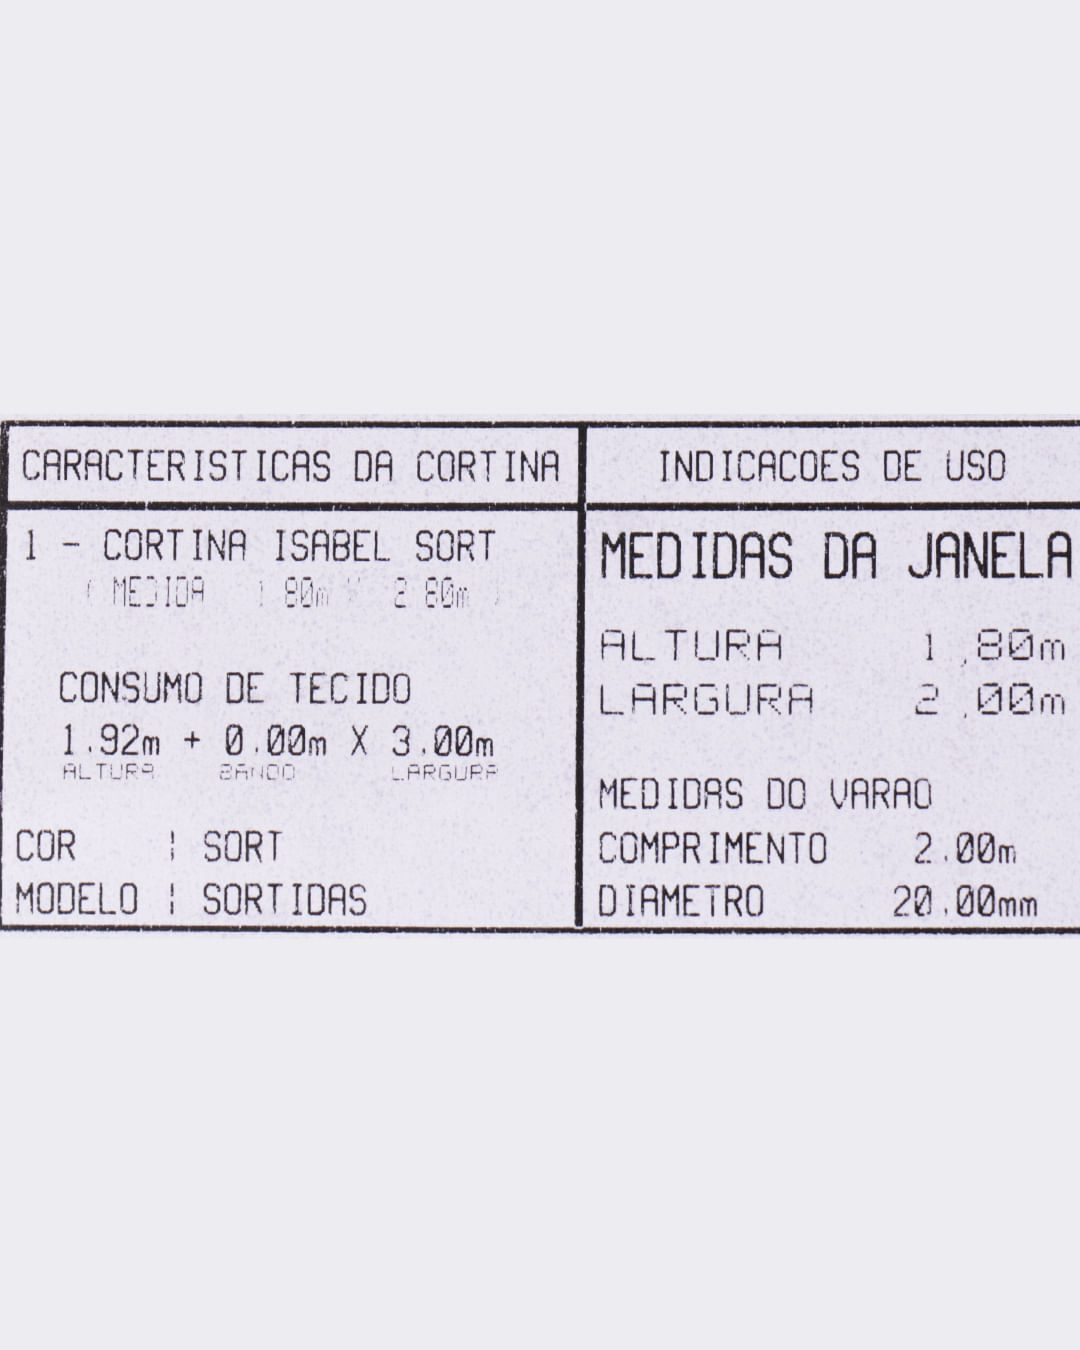 CARACTERISTICAS DA CORTINA
1 - CORTINA ISABEL SORT
( MEDIDA 1 80m X 2 80m )
CONSUMO DE TECIDO
1.92m + 0.00m X 3.00m
ALTURA BANDO LARGURA
COR : SORT
MODELO : SORTIDAS
INDICACOES DE USO
MEDIDAS DA JANELA
ALTURA 1,80m
LARGURA 2.00m
MEDIDAS DO VARAO
COMPRIMENTO 2.00m
DIAMETRO 20.00mm